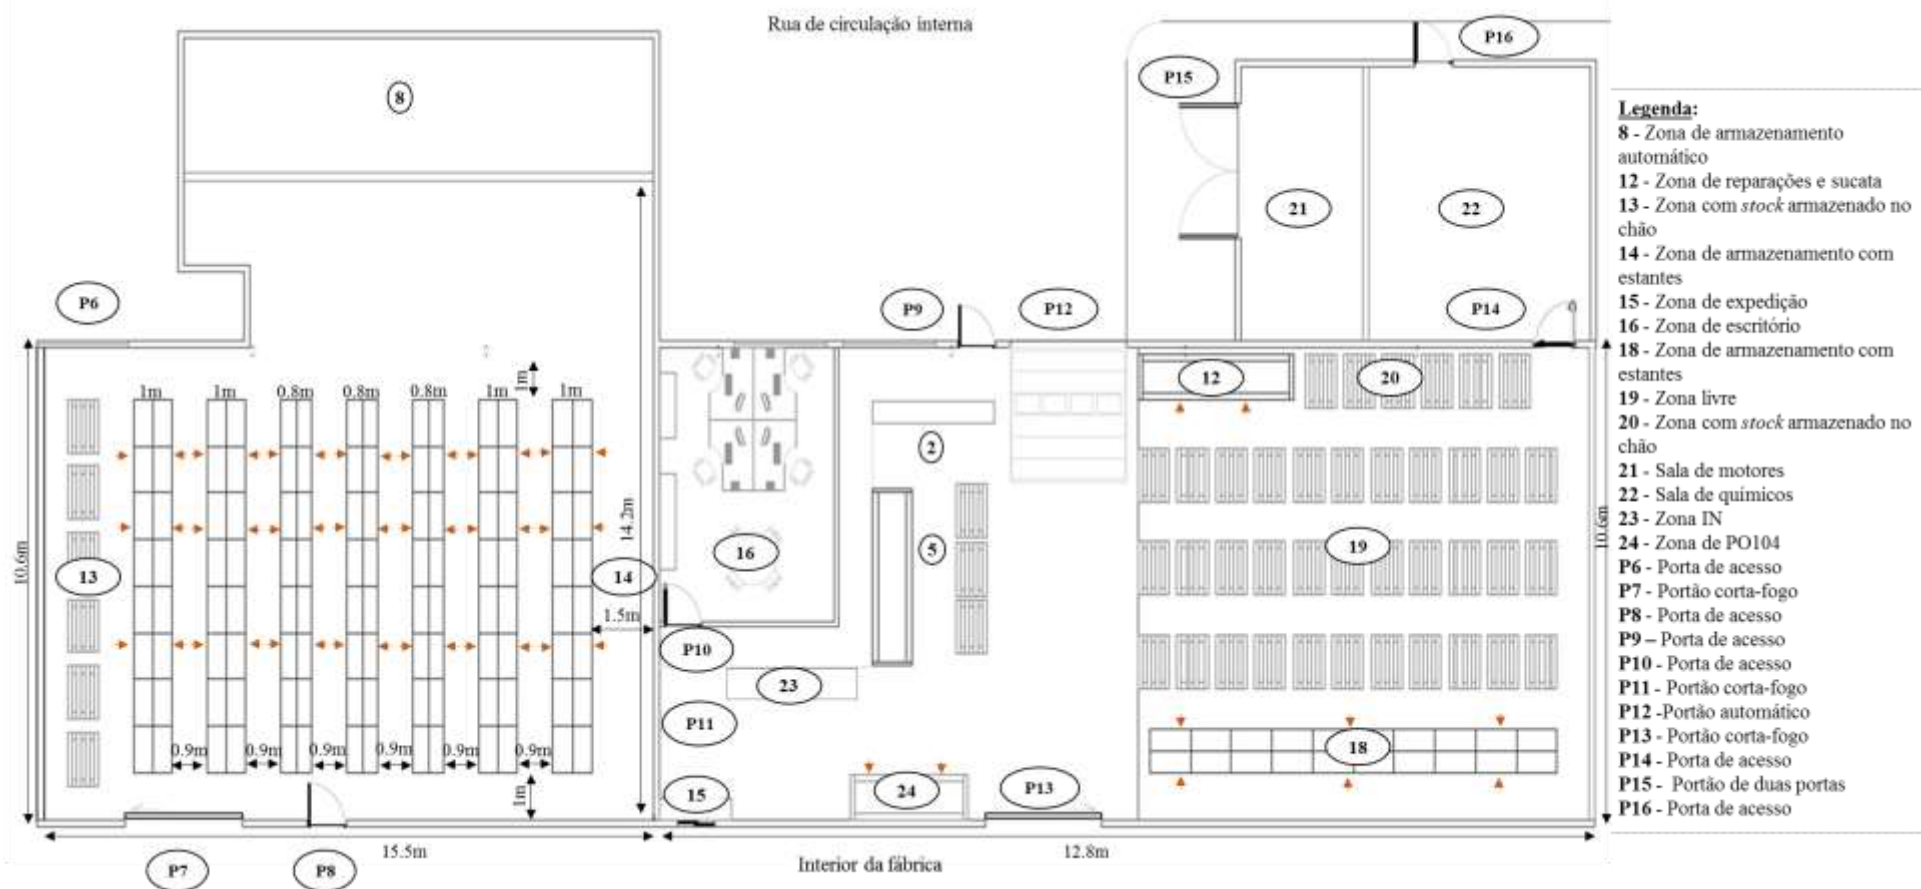 Rua de circulação interna
P16
P15
8
21
22
P6
P9
P12
P14
1m
1m
0.8m
0.8m
0.8m
1m
1m
1m
12
20
2
14.2m
10.6m
13
14
16
5
19
10.6m
1.5m
P10
23
P11
18
0.9m
0.9m
0.9m
0.9m
0.9m
0.9m
1m
15
24
P13
15.5m
12.8m
P7
P8
Interior da fábrica
Legenda:
8 - Zona de armazenamento
automático
12 - Zona de reparações e sucata
13 - Zona com stock armazenado no
chão
14 - Zona de armazenamento com
estantes
15 - Zona de expedição
16 - Zona de escritório
18 - Zona de armazenamento com
estantes
19 - Zona livre
20 - Zona com stock armazenado no
chão
21 - Sala de motores
22 - Sala de químicos
23 - Zona IN
24 - Zona de PO104
P6 - Porta de acesso
P7 - Portão corta-fogo
P8 - Porta de acesso
P9 – Porta de acesso
P10 - Porta de acesso
P11 - Portão corta-fogo
P12 -Portão automático
P13 - Portão corta-fogo
P14 - Porta de acesso
P15 - Portão de duas portas
P16 - Porta de acesso